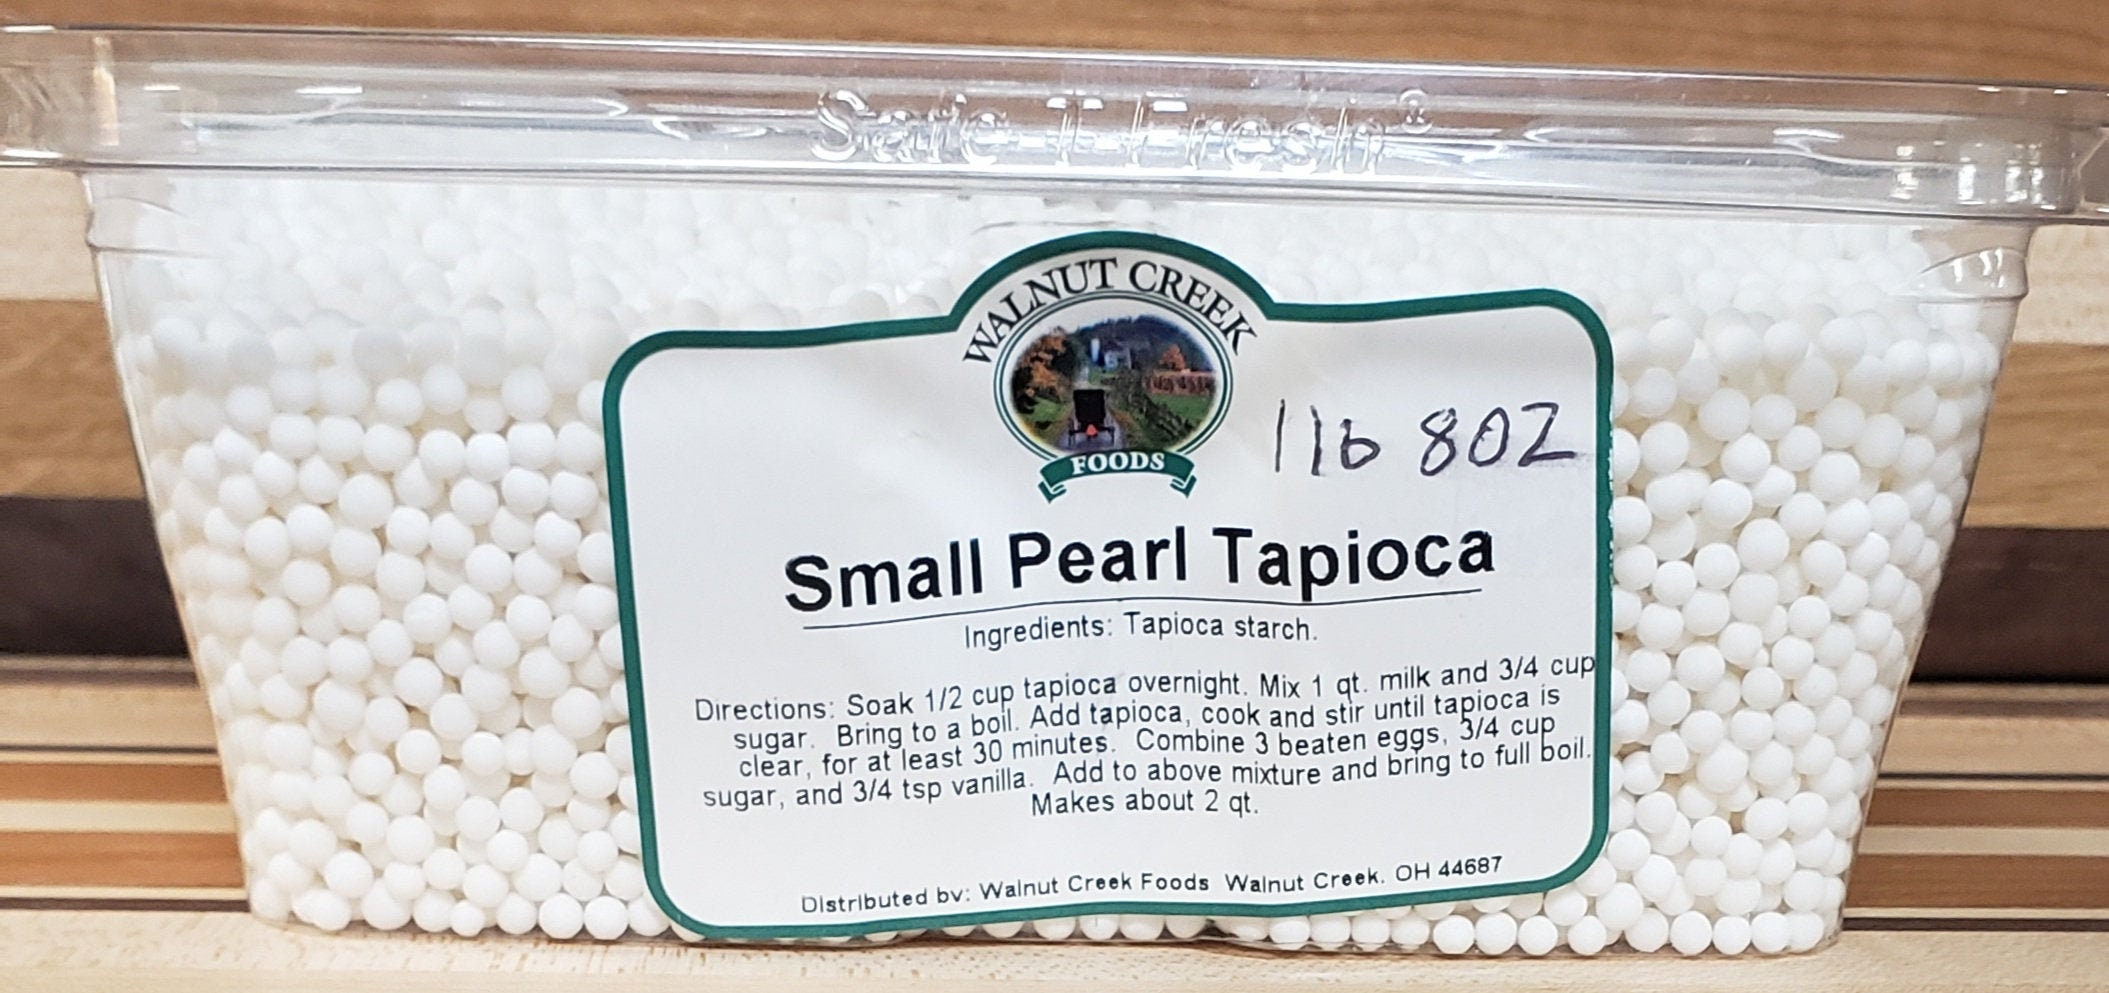 Safe-T-Fresh®
WALNUT CREEK
FOODS
1lb 8OZ
Small Pearl Tapioca
Ingredients: Tapioca starch.
Directions: Soak 1/2 cup tapioca overnight. Mix 1 qt. milk and 3/4 cup
sugar. Bring to a boil. Add tapioca, cook and stir until tapioca is
clear, for at least 30 minutes. Combine 3 beaten eggs, 3/4 cup
sugar, and 3/4 tsp vanilla. Add to above mixture and bring to full boil.
Makes about 2 qt.
Distributed by: Walnut Creek Foods Walnut Creek. OH 44687